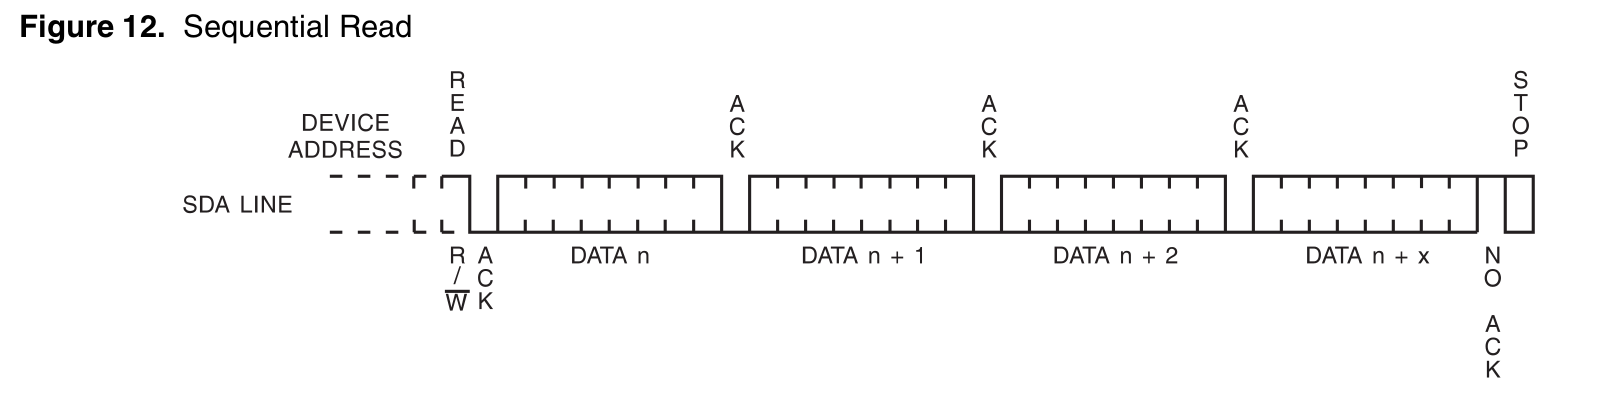 Figure 12. Sequential Read
DEVICE
ADDRESS
READ
ACK
ACK
ACK
STOP
SDA LINE
R/W
ACK
DATA n
DATA n + 1
DATA n + 2
DATA n + x
NO ACK